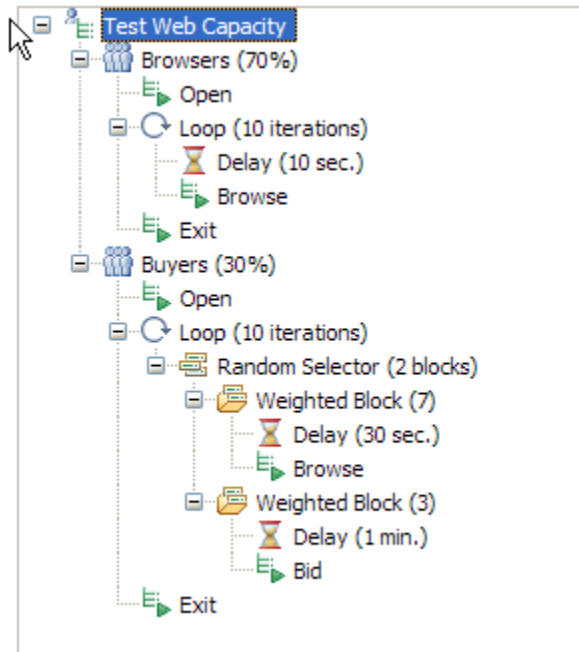 Test Web Capacity
Browsers (70%)
Open
Loop (10 iterations)
Delay (10 sec.)
Browse
Exit
Buyers (30%)
Open
Loop (10 iterations)
Random Selector (2 blocks)
Weighted Block (7)
Delay (30 sec.)
Browse
Weighted Block (3)
Delay (1 min.)
Bid
Exit